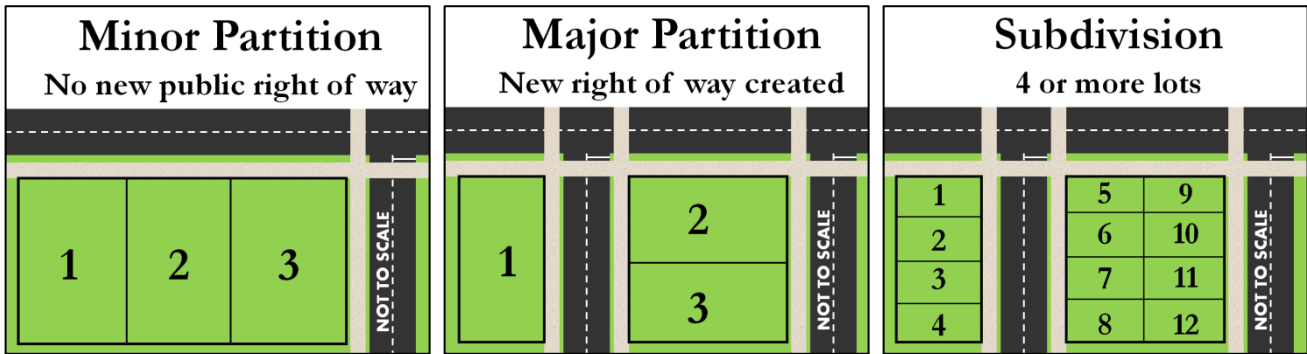 Minor Partition
No new public right of way
1 2 3
NOT TO SCALE
Major Partition
New right of way created
1
2
3
NOT TO SCALE
Subdivision
4 or more lots
1
2
3
4
5 9
6 10
7 11
8 12
NOT TO SCALE